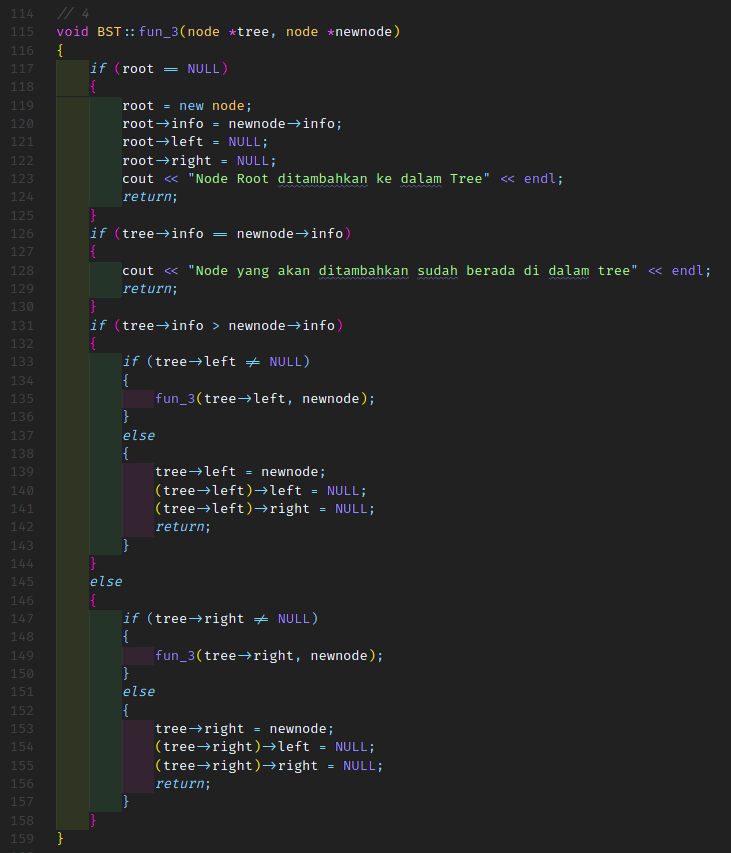 114 // 4
115 void BST::fun_3(node *tree, node *newnode)
116 {
117     if (root == NULL)
118     {
119         root = new node;
120         root->info = newnode->info;
121         root->left = NULL;
122         root->right = NULL;
123         cout << "Node Root ditambahkan ke dalam Tree" << endl;
124         return;
125     }
126     if (tree->info == newnode->info)
127     {
128         cout << "Node yang akan ditambahkan sudah berada di dalam tree" << endl;
129         return;
130     }
131     if (tree->info > newnode->info)
132     {
133         if (tree->left != NULL)
134         {
135             fun_3(tree->left, newnode);
136         }
137         else
138         {
139             tree->left = newnode;
140             (tree->left)->left = NULL;
141             (tree->left)->right = NULL;
142             return;
143         }
144     }
145     else
146     {
147         if (tree->right != NULL)
148         {
149             fun_3(tree->right, newnode);
150         }
151         else
152         {
153             tree->right = newnode;
154             (tree->right)->left = NULL;
155             (tree->right)->right = NULL;
156             return;
157         }
158     }
159 }